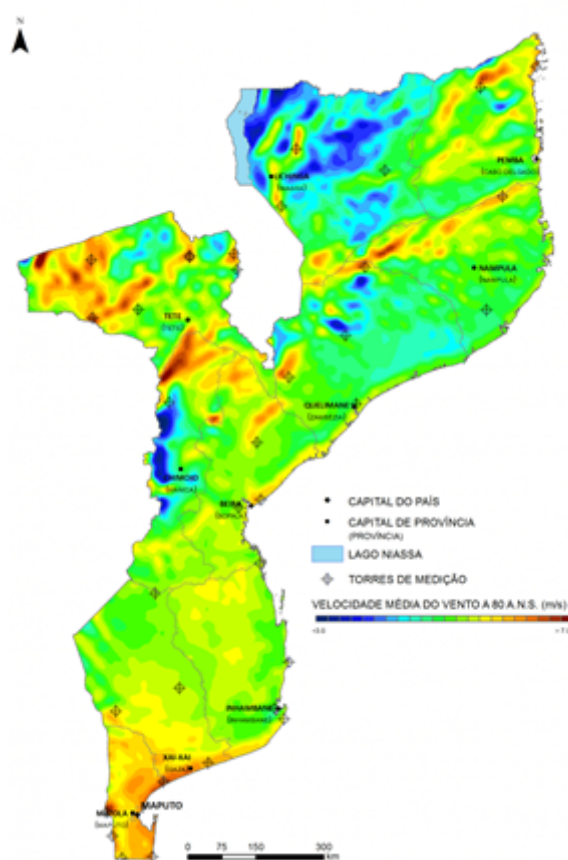 N
PEMBA
(CABO DELGADO)
LICHINGA
(NIASSA)
NAMPULA
(NAMPULA)
TETE
(TETE)
QUELIMANE
(ZAMBEZIA)
CHIMOIO
(MANICA)
BEIRA
(SOFALA)
CAPITAL DO PAÍS
CAPITAL DE PROVÍNCIA
(PROVÍNCIA)
LAGO NIASSA
TORRES DE MEDIÇÃO
VELOCIDADE MÉDIA DO VENTO A 80 A.N.S. (m/s)
INHAMBANE
(INHAMBANE)
XAI-XAI
(GAZA)
MATOLA
MAPUTO
(MAPUTO)
0 75 150 300
km